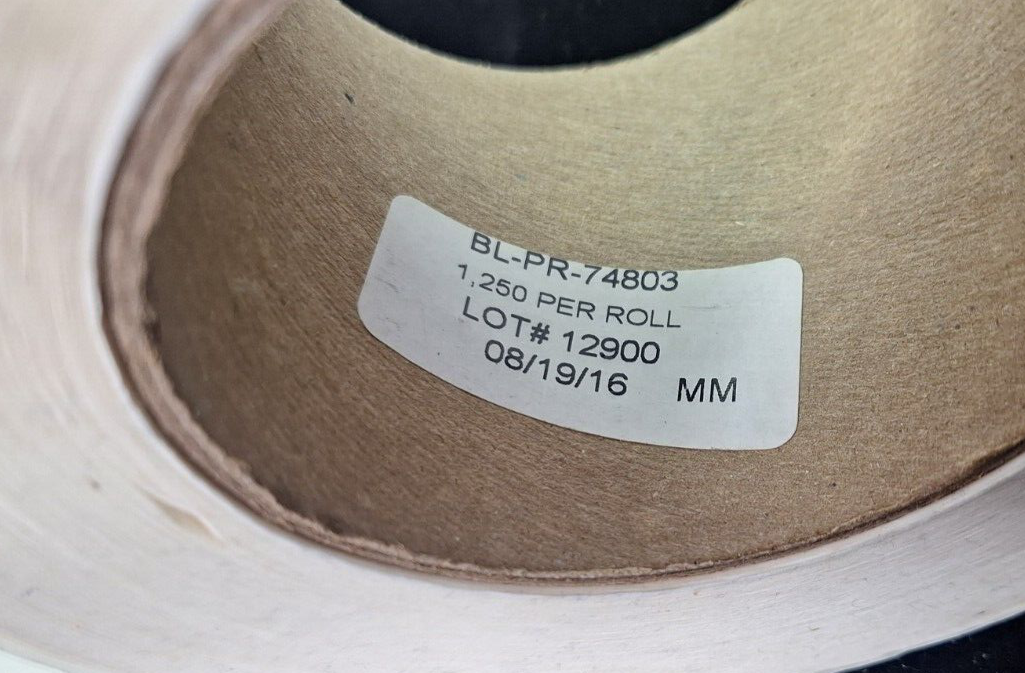 BL-PR-74803
1,250 PER ROLL
LOT# 12900
08/19/16 MM